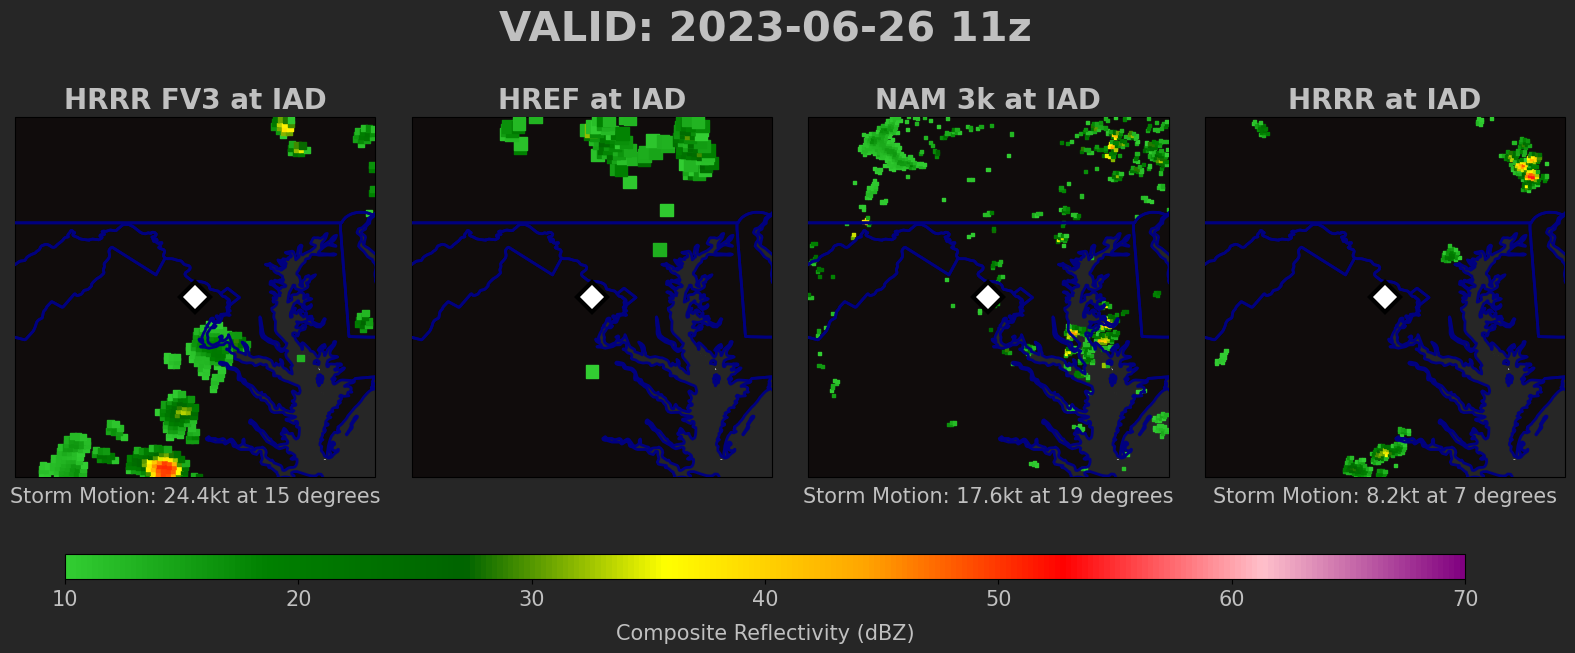 VALID: 2023-06-26 11z
HRRR FV3 at IAD
HREF at IAD
NAM 3k at IAD
HRRR at IAD
Storm Motion: 24.4kt at 15 degrees
Storm Motion: 17.6kt at 19 degrees
Storm Motion: 8.2kt at 7 degrees
10 20 30 40 50 60 70
Composite Reflectivity (dBZ)